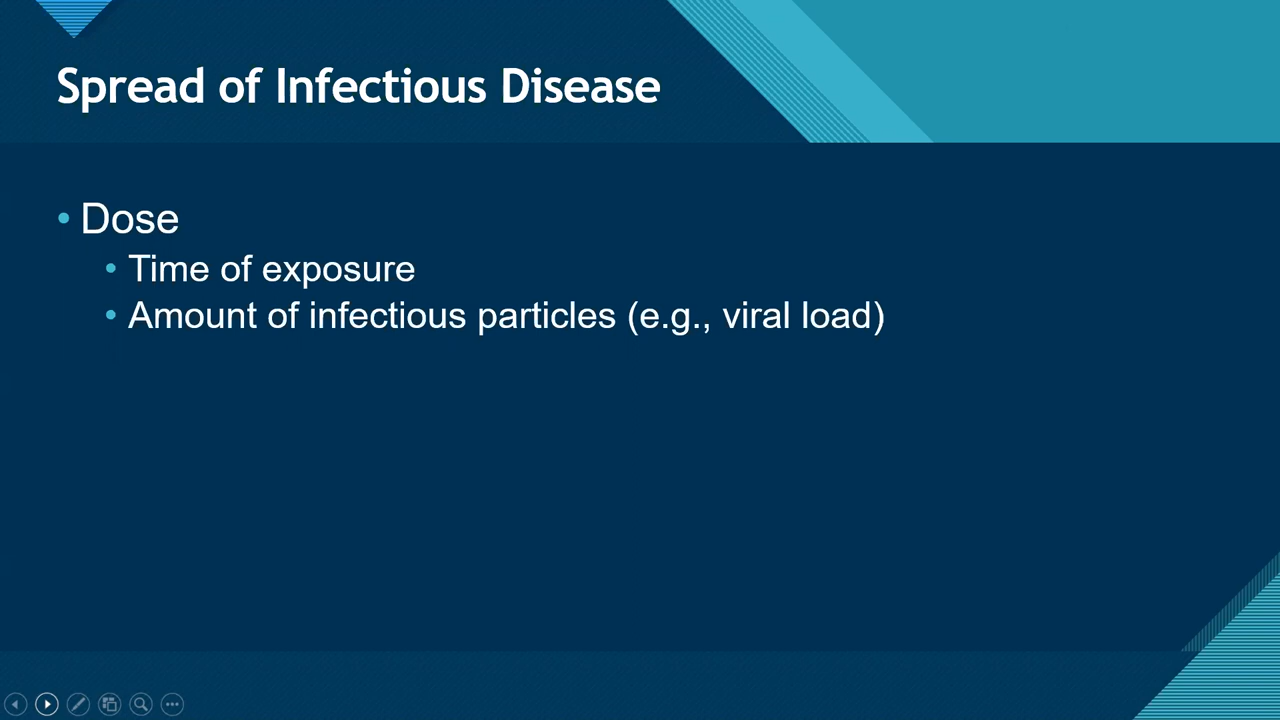 Spread of Infectious Disease
• Dose
• Time of exposure
• Amount of infectious particles (e.g., viral load)